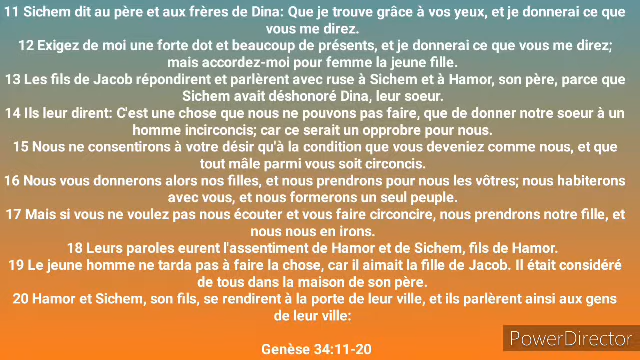 11 Sichem dit au père et aux frères de Dina: Que je trouve grâce à vos yeux, et je donnerai ce que
vous me direz.
12 Exigez de moi une forte dot et beaucoup de présents, et je donnerai ce que vous me direz;
mais accordez-moi pour femme la jeune fille.
13 Les fils de Jacob répondirent et parlèrent avec ruse à Sichem et à Hamor, son père, parce que
Sichem avait déshonoré Dina, leur soeur.
14 Ils leur dirent: C'est une chose que nous ne pouvons pas faire, que de donner notre soeur à un
homme incirconcis; car ce serait un opprobre pour nous.
15 Nous ne consentirons à votre désir qu'à la condition que vous deveniez comme nous, et que
tout mâle parmi vous soit circoncis.
16 Nous vous donnerons alors nos filles, et nous prendrons pour nous les vôtres; nous habiterons
avec vous, et nous formerons un seul peuple.
17 Mais si vous ne voulez pas nous écouter et vous faire circoncire, nous prendrons notre fille, et
nous nous en irons.
18 Leurs paroles eurent l'assentiment de Hamor et de Sichem, fils de Hamor.
19 Le jeune homme ne tarda pas à faire la chose, car il aimait la fille de Jacob. Il était considéré
de tous dans la maison de son père.
20 Hamor et Sichem, son fils, se rendirent à la porte de leur ville, et ils parlèrent ainsi aux gens
de leur ville:
PowerDirector
Genèse 34:11-20